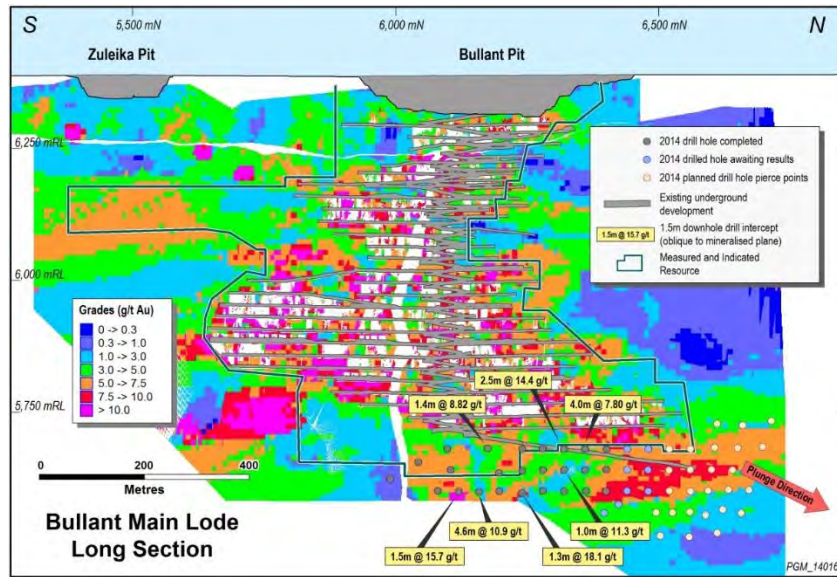 S
5,500 mN
6,000 mN
6,500 mN
N
Zuleika Pit
Bullant Pit
6,250 mRL
6,000 mRL
5,750 mRL
2014 drill hole completed
2014 drilled hole awaiting results
2014 planned drill hole pierce points
Existing underground
development
1.5m @ 15.7 g/t
1.5m downhole drill intercept
(oblique to mineralised plane)
Measured and Indicated
Resource
Grades (g/t Au)
0 -> 0.3
0.3 -> 1.0
1.0 -> 3.0
3.0 -> 5.0
5.0 -> 7.5
7.5 -> 10.0
> 10.0
2.5m @ 14.4 g/t
1.4m @ 8.82 g/t
4.0m @ 7.80 g/t
0 200 400
Metres
Plunge Direction
Bullant Main Lode
Long Section
4.6m @ 10.9 g/t
1.0m @ 11.3 g/t
1.5m @ 15.7 g/t
1.3m @ 18.1 g/t